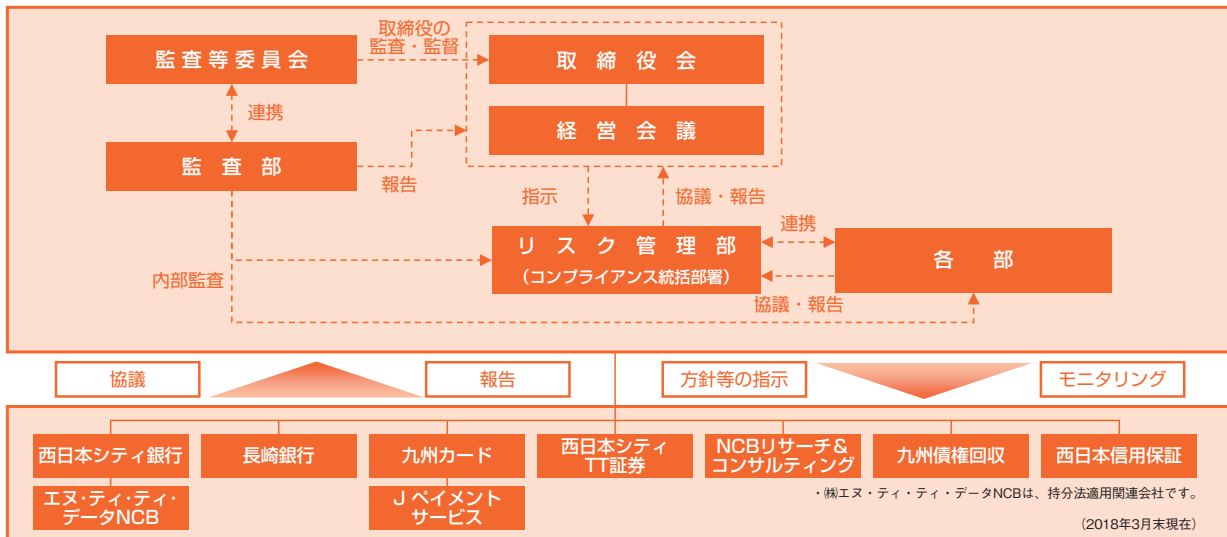 監査等委員会
取締役の
監査・監督
取締役会
連携
経営会議
監査部
報告
指示
協議・報告
リスク管理部
（コンプライアンス統括部署）
連携
各部
内部監査
協議・報告
協議
報告
方針等の指示
モニタリング
西日本シティ銀行
長崎銀行
九州カード
西日本シティ
TT証券
NCBリサーチ&
コンサルティング
九州債権回収
西日本信用保証
エヌ・ティ・ティ・
データNCB
J ペイメント
サービス
・㈱エヌ・ティ・ティ・データNCBは、持分法適用関連会社です。
（2018年3月末現在）